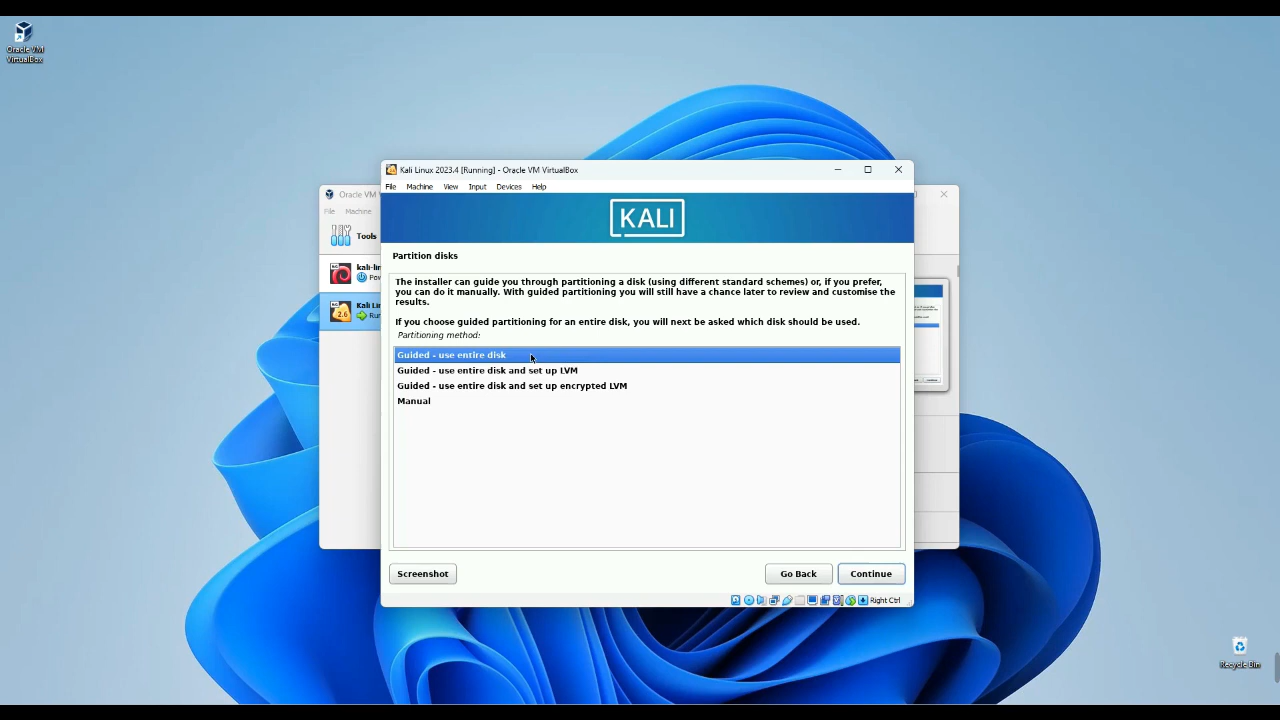 Oracle VM
VirtualBox
Kali Linux 2023.4 [Running] - Oracle VM VirtualBox
File Machine View Input Devices Help
Oracle VM
File Machine
Tools
KALI
Partition disks
The installer can guide you through partitioning a disk (using different standard schemes) or, if you prefer,
you can do it manually. With guided partitioning you will still have a chance later to review and customise the
results.
If you choose guided partitioning for an entire disk, you will next be asked which disk should be used.
Partitioning method:
Guided - use entire disk
Guided - use entire disk and set up LVM
Guided - use entire disk and set up encrypted LVM
Manual
Screenshot
Go Back
Continue
Right Ctrl
2.6
Recycle Bin